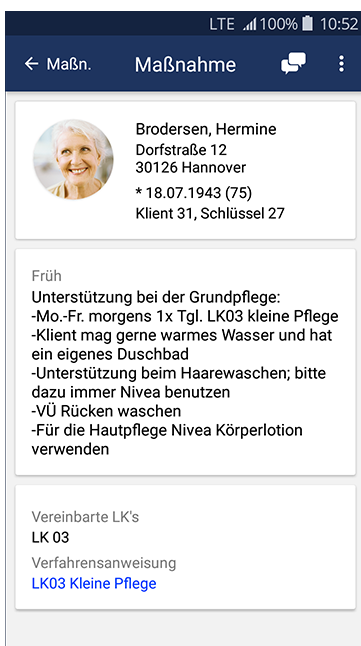 LTE 100% 10:52
← Maßn. Maßnahme
Brodersen, Hermine
Dorfstraße 12
30126 Hannover
* 18.07.1943 (75)
Klient 31, Schlüssel 27
Früh
Unterstützung bei der Grundpflege:
-Mo.-Fr. morgens 1x Tgl. LK03 kleine Pflege
-Klient mag gerne warmes Wasser und hat
ein eigenes Duschbad
-Unterstützung beim Haarewaschen; bitte
dazu immer Nivea benutzen
-VÜ Rücken waschen
-Für die Hautpflege Nivea Körperlotion
verwenden
Vereinbarte LK's
LK 03
Verfahrensanweisung
LK03 Kleine Pflege